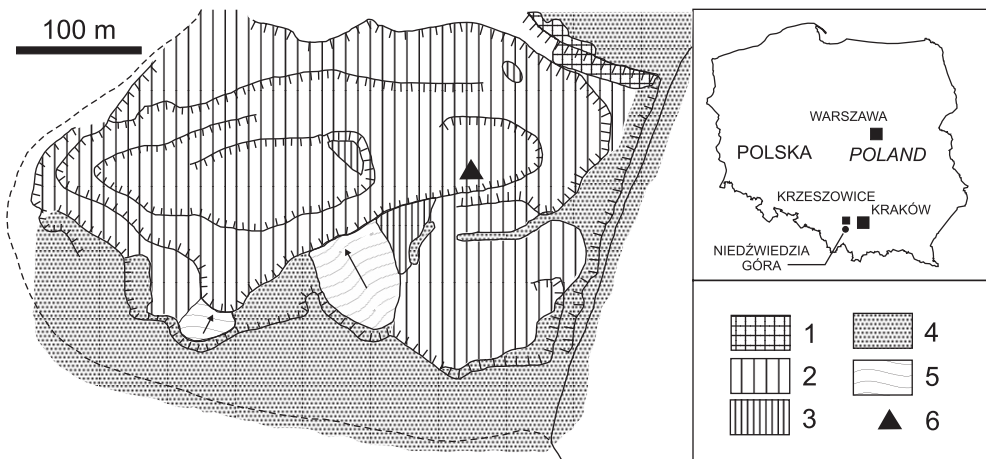 100 m
WARSZAWA
POLSKA
POLAND
KRZESZOWICE
KRAKÓW
NIEDŹWIEDZIA
GÓRA
1
2
3
4
5
6